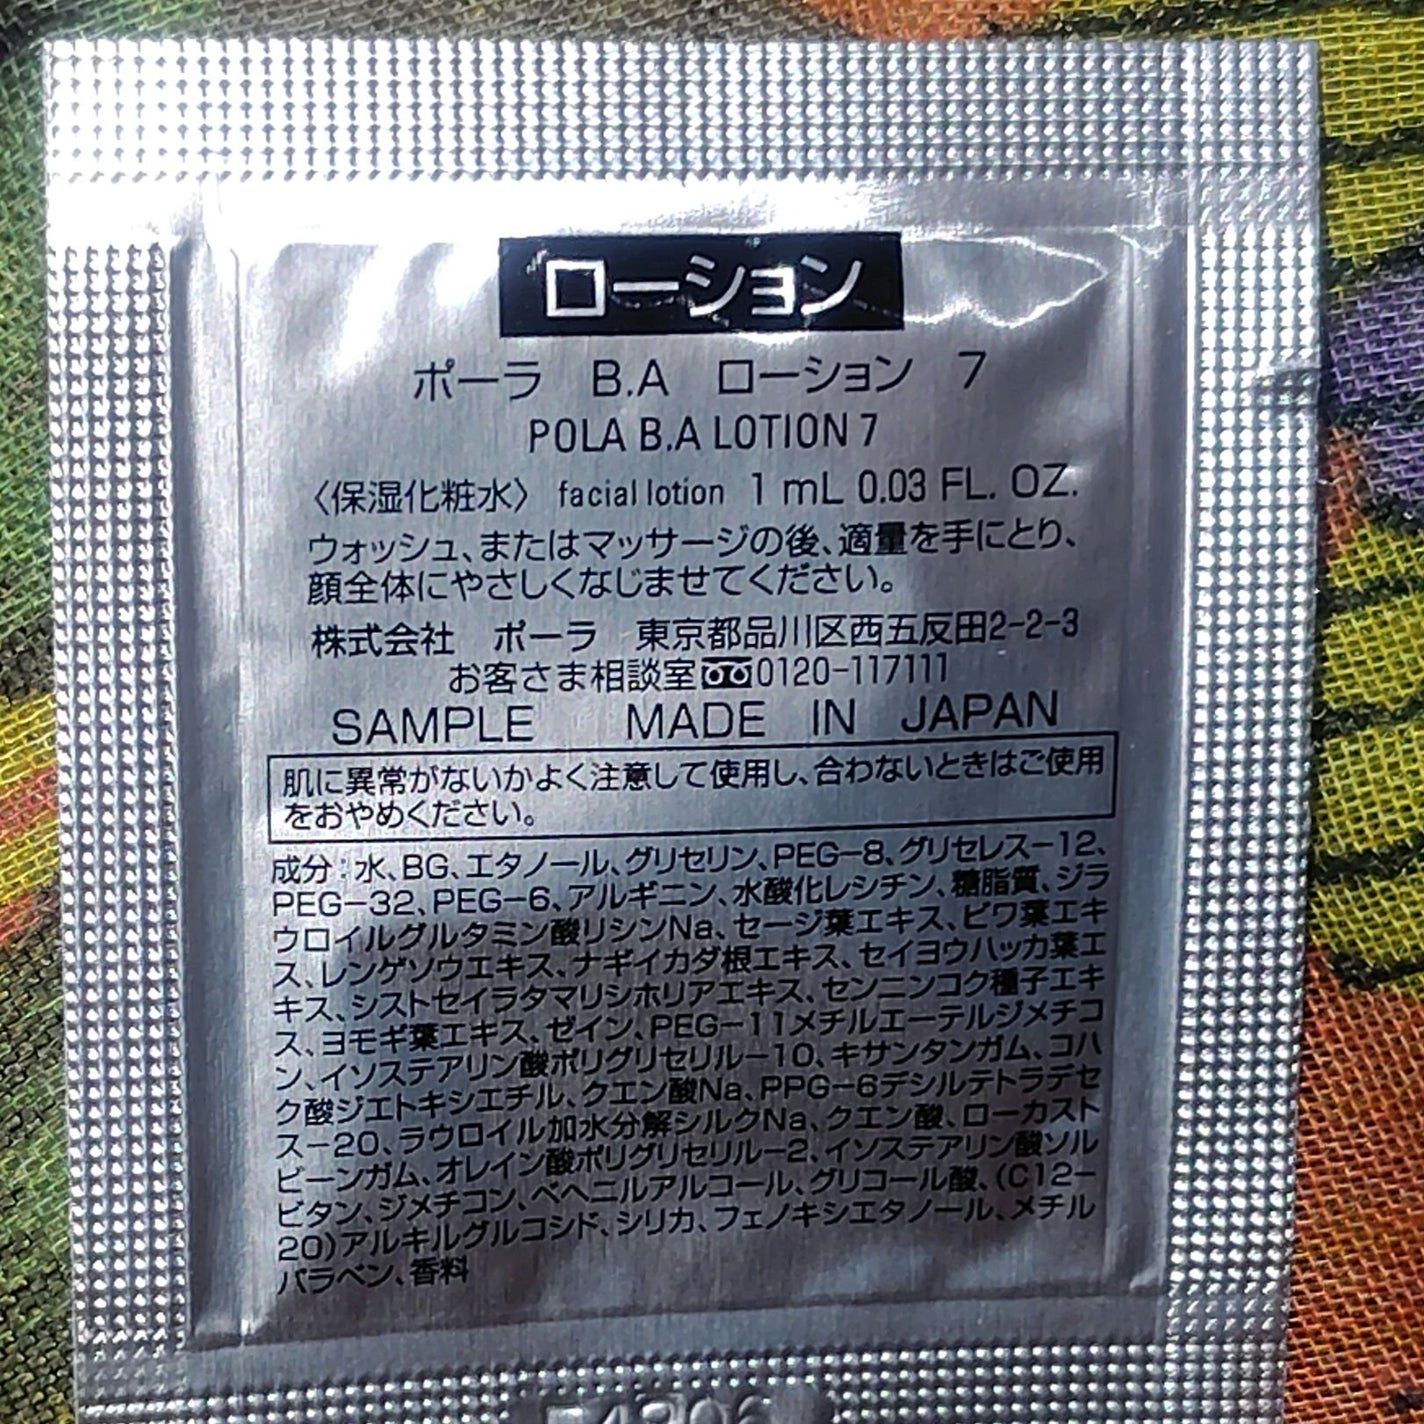 ローション
ポーラ B.A ローション 7
POLA B.A LOTION 7
〈保湿化粧水〉 facial lotion 1 mL 0.03 FL. OZ.
ウォッシュ、またはマッサージの後、適量を手にとり、
顔全体にやさしくなじませてください。
株式会社 ポーラ 東京都品川区西五反田2-2-3
お客さま相談室0120-117111
SAMPLE MADE IN JAPAN
肌に異常がないかよく注意して使用し、合わないときはご使用
をおやめください。
成分:水、BG、エタノール、グリセリン、PEG-8、グリセレス-12、
PEG-32、PEG-6、アルギニン、水酸化レシチン、糖脂質、ジラ
ウロイルグルタミン酸リシンNa、セージ葉エキス、ビワ葉エキ
ス、レンゲソウエキス、ナギイカダ根エキス、セイヨウハッカ葉エ
キス、シストセイラタマリシホリアエキス、センニンコク種子エキ
ス、ヨモギ葉エキス、ゼイン、PEG-11メチルエーテルジメチコ
ン、イソステアリン酸ポリグリセリル-10、キサンタンガム、コハ
ク酸ジエトキシエチル、クエン酸Na、PPG-6デシルテトラデセ
ス-20、ラウロイル加水分解シルクNa、クエン酸、ローカスト
ビーンガム、オレイン酸ポリグリセリル-2、イソステアリン酸ソル
ビタン、ジメチコン、ベヘニルアルコール、グリコール酸、(C12-
20)アルキルグルコシド、シリカ、フェノキシエタノール、メチル
パラベン、香料